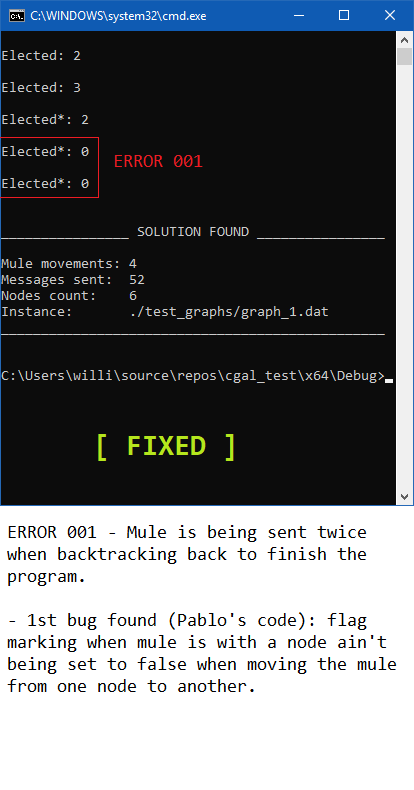 C:\WINDOWS\system32\cmd.exe
Elected: 2
Elected: 3
Elected*: 2
Elected*: 0
ERROR 001
Elected*: 0
________________ SOLUTION FOUND ________________
Mule movements: 4
Messages sent:  52
Nodes count:    6
Instance:       ./test_graphs/graph_1.dat
________________________________________________
C:\Users\willi\source\repos\cgal_test\x64\Debug>
[ FIXED ]
ERROR 001 - Mule is being sent twice
when backtracking back to finish the
program.
- 1st bug found (Pablo's code): flag
marking when mule is with a node ain't
being set to false when moving the mule
from one node to another.